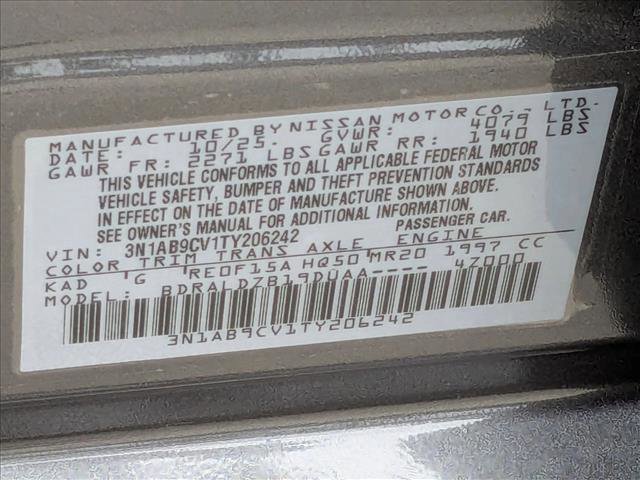 MANUFACTURED BY NISSAN MOTOR CO., LTD.
DATE: 10/25. GVWR: 4079 LBS
GAWR FR: 2271 LBS GAWR RR: 1940 LBS
THIS VEHICLE CONFORMS TO ALL APPLICABLE FEDERAL MOTOR
VEHICLE SAFETY, BUMPER AND THEFT PREVENTION STANDARDS
IN EFFECT ON THE DATE OF MANUFACTURE SHOWN ABOVE.
SEE OWNER'S MANUAL FOR ADDITIONAL INFORMATION.
VIN: 3N1AB9CV1TY206242 PASSENGER CAR.
COLOR TRIM TRANS AXLE ENGINE
KAD G RE0F15A HQ50 MR20 1997 CC
MODEL: BDRALDZB19DUAA-- 47000
3N1AB9CV1TY206242